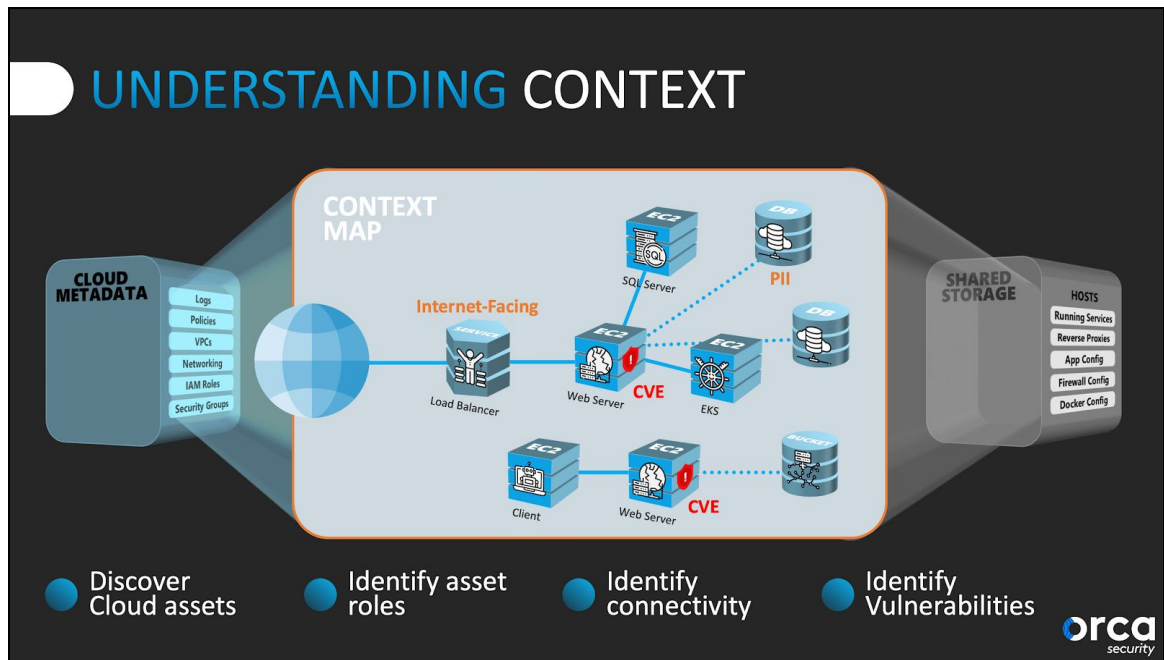 UNDERSTANDING CONTEXT
CONTEXT
MAP
CLOUD
METADATA
Logs
Policies
VPCs
Networking
IAM Roles
Security Groups
Internet-Facing
SERVICE
Load Balancer
EC2
SQL
SQL Server
DB
PII
EC2
Web Server
CVE
EC2
EKS
DB
EC2
Client
EC2
Web Server
CVE
BUCKET
SHARED
STORAGE
HOSTS
Running Services
Reverse Proxies
App Config
Firewall Config
Docker Config
Discover
Cloud assets
Identify asset
roles
Identify
connectivity
Identify
Vulnerabilities
orca
security